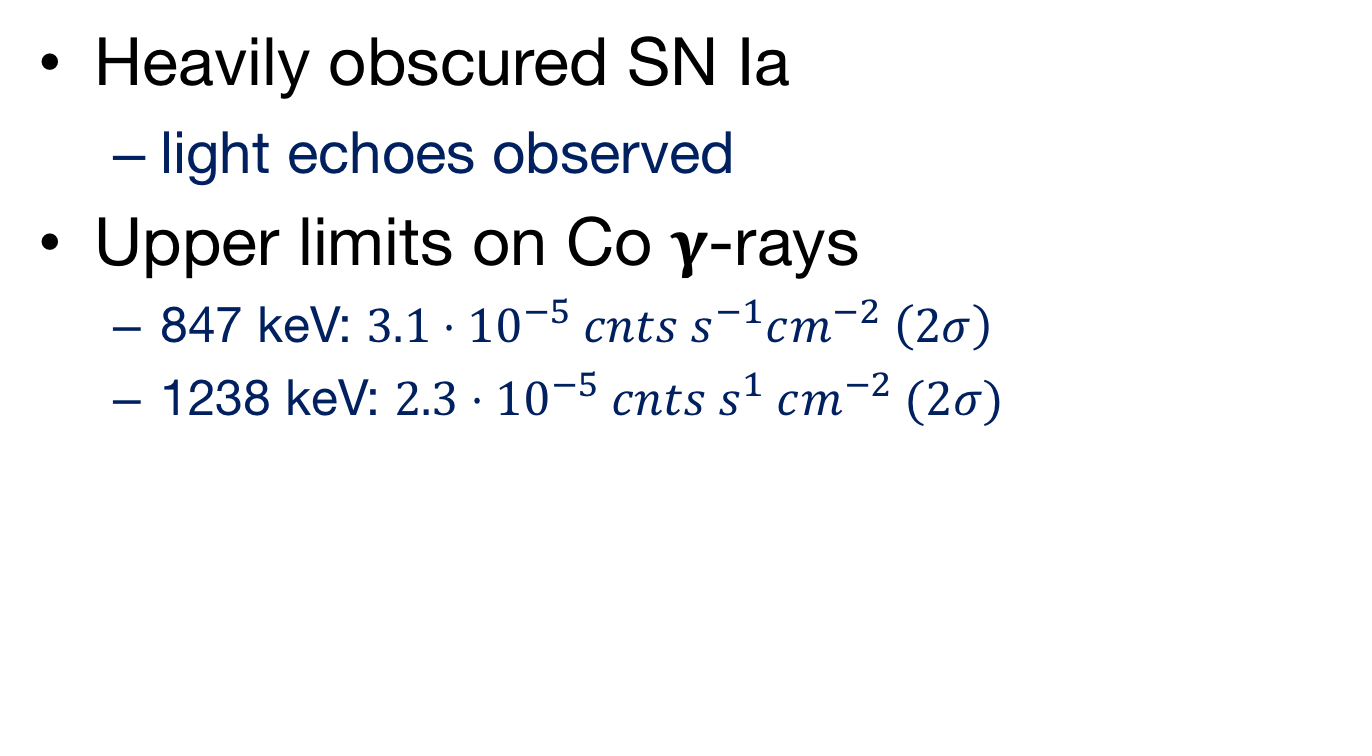 • Heavily obscured SN Ia
– light echoes observed
• Upper limits on Co γ-rays
– 847 keV: 3.1 · 10⁻⁵ cnts s⁻¹cm⁻² (2σ)
– 1238 keV: 2.3 · 10⁻⁵ cnts s¹ cm⁻² (2σ)